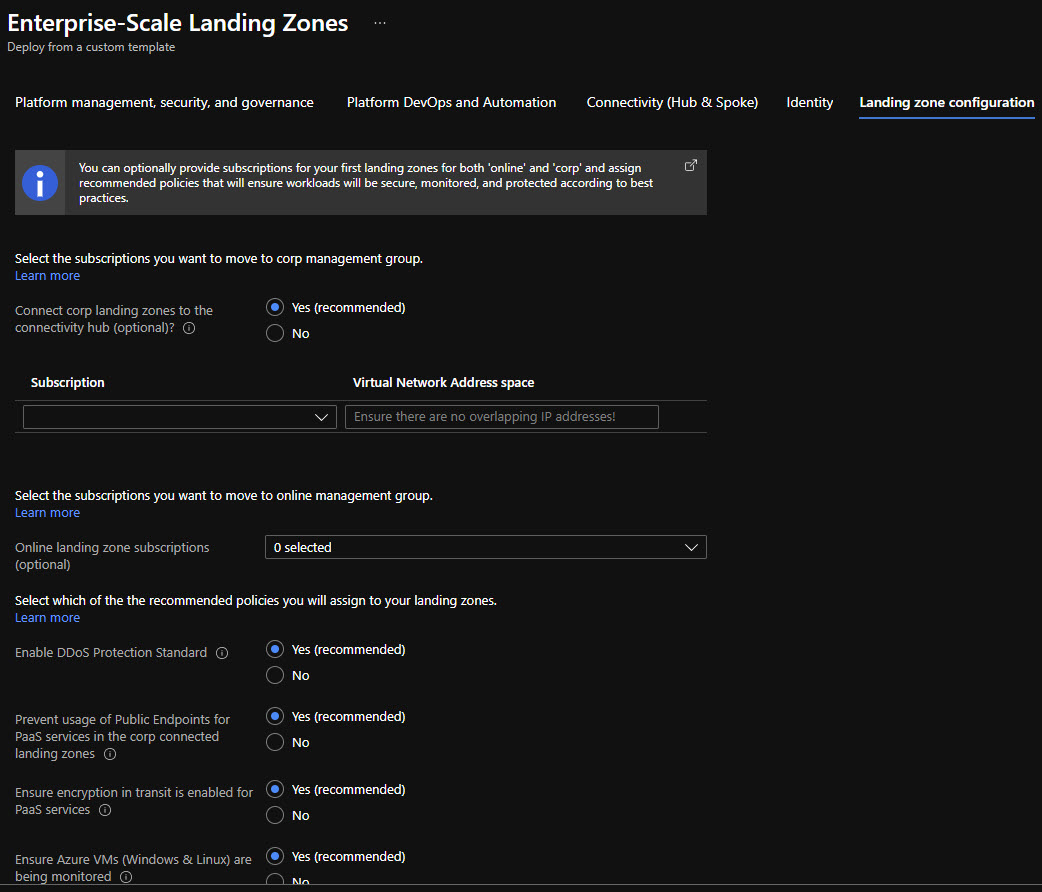 Enterprise-Scale Landing Zones ...
Deploy from a custom template
Platform management, security, and governance Platform DevOps and Automation Connectivity (Hub & Spoke) Identity Landing zone configuration
You can optionally provide subscriptions for your first landing zones for both 'online' and 'corp' and assign
recommended policies that will ensure workloads will be secure, monitored, and protected according to best
practices.
Select the subscriptions you want to move to corp management group.
Learn more
Connect corp landing zones to the
connectivity hub (optional)?
Yes (recommended)
No
Subscription Virtual Network Address space
Ensure there are no overlapping IP addresses!
Select the subscriptions you want to move to online management group.
Learn more
Online landing zone subscriptions
(optional)
0 selected
Select which of the the recommended policies you will assign to your landing zones.
Learn more
Enable DDoS Protection Standard
Yes (recommended)
No
Prevent usage of Public Endpoints for
PaaS services in the corp connected
landing zones
Yes (recommended)
No
Ensure encryption in transit is enabled for
PaaS services
Yes (recommended)
No
Ensure Azure VMs (Windows & Linux) are
being monitored
Yes (recommended)
No